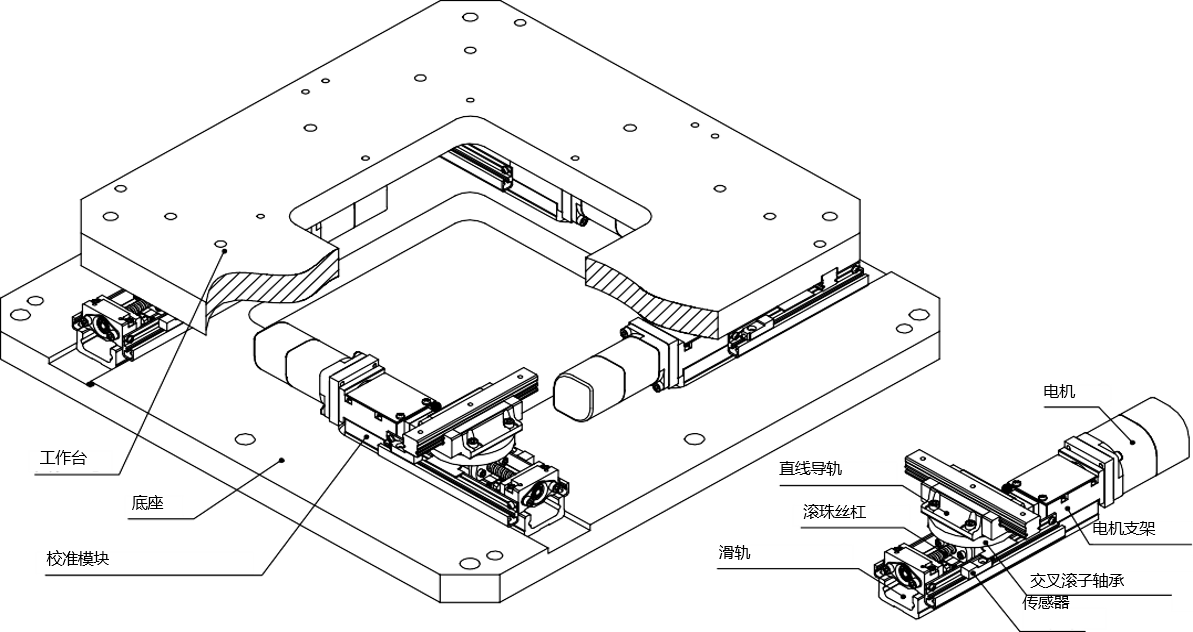 工作台
底座
校准模块
电机
直线导轨
滚珠丝杠
电机支架
滑轨
交叉滚子轴承
传感器